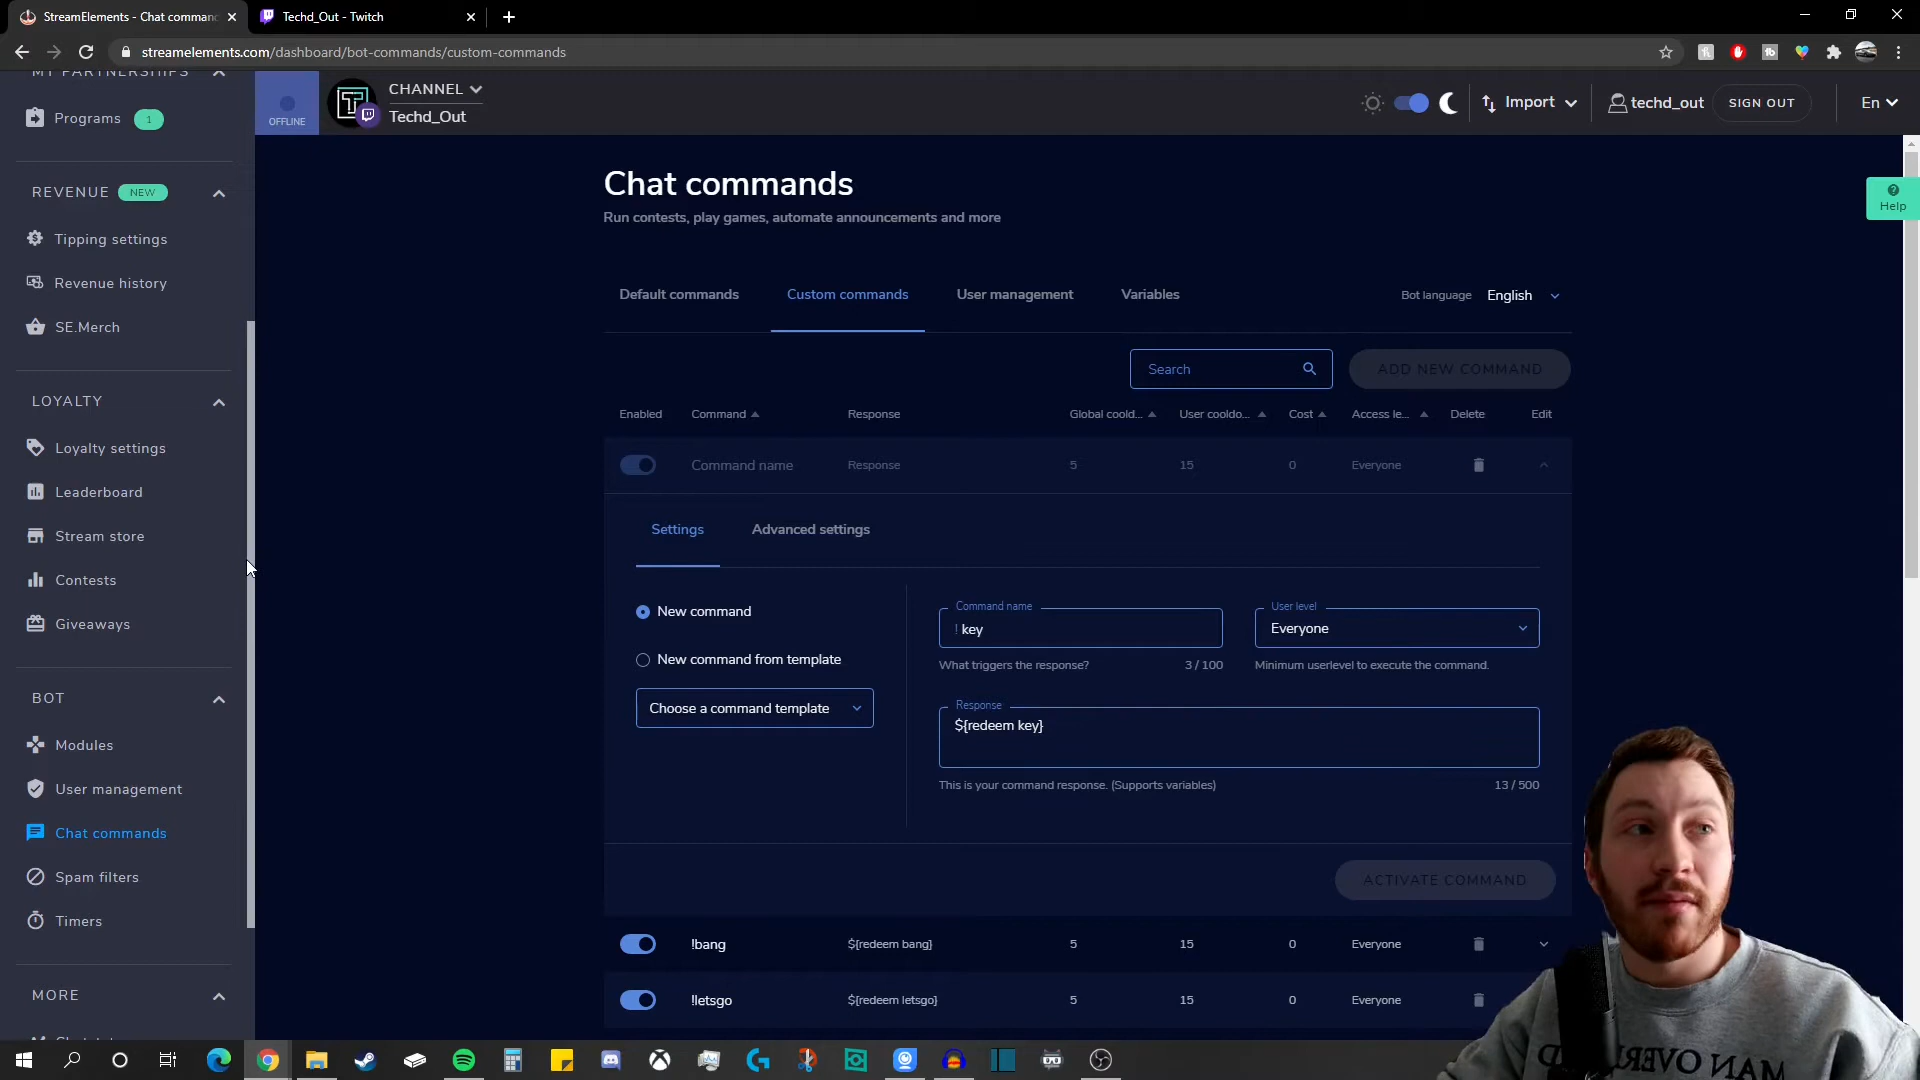 StreamElements - Chat comman
Techd_Out - Twitch
streamelements.com/dashboard/bot-commands/custom-commands
MY PARTNERSHIPS
Programs 1
REVENUE NEW
Tipping settings
Revenue history
SE.Merch
LOYALTY
Loyalty settings
Leaderboard
Stream store
Contests
Giveaways
BOT
Modules
User management
Chat commands
Spam filters
Timers
MORE
OFFLINE
CHANNEL
Techd_Out
Import
techd_out
SIGN OUT
En
Help
Chat commands
Run contests, play games, automate announcements and more
Default commands Custom commands User management Variables Bot language English
Search ADD NEW COMMAND
Enabled Command Response Global coold... User cooldo... Cost Access le... Delete Edit
Command name Response 5 15 0 Everyone
Settings Advanced settings
New command
New command from template
Choose a command template
Command name
! key
What triggers the response? 3 / 100
User level
Everyone
Minimum userlevel to execute the command.
Response
${redeem key}
This is your command response. (Supports variables) 13 / 500
ACTIVATE COMMAND
!bang ${redeem bang} 5 15 0 Everyone
!letsgo ${redeem letsgo} 5 15 0 Everyone